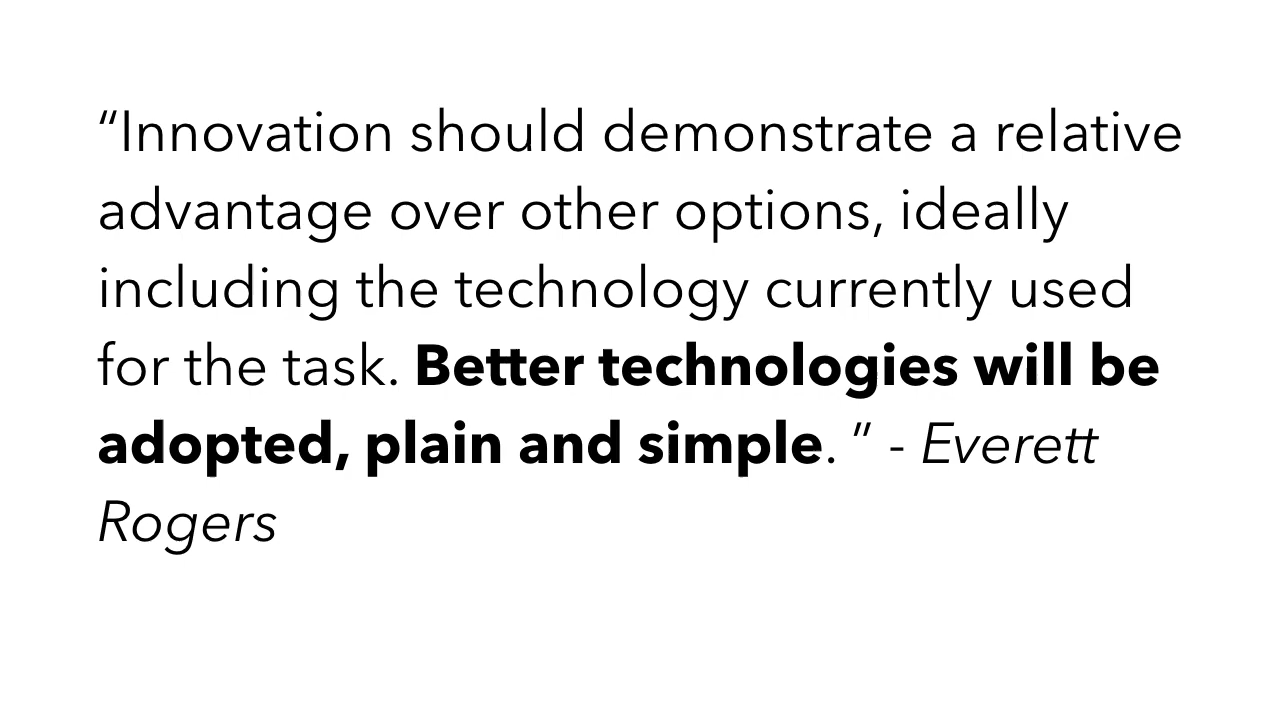 “Innovation should demonstrate a relative
advantage over other options, ideally
including the technology currently used
for the task. Better technologies will be
adopted, plain and simple. ” - Everett
Rogers